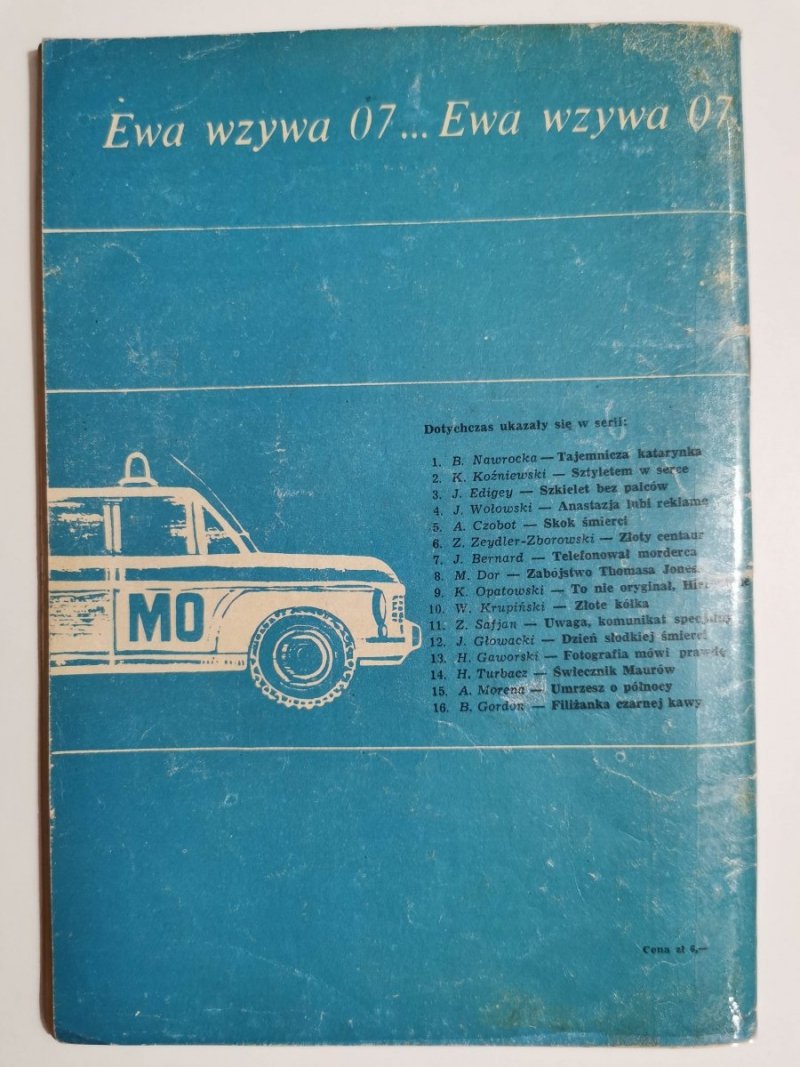 Ewa wzywa 07... Ewa wzywa 07
Dotychczas ukazały się w serii:
1. B. Nawrocka — Tajemnicza katarynka
2. K. Koźniewski — Sztyletem w serce
3. J. Edigey — Szkielet bez palców
4. J. Wołowski — Anastazja lubi reklamę
5. A. Czobot — Skok śmierci
6. Z. Zeydler-Zborowski — Złoty centaur
7. J. Bernard — Telefonował morderca
8. M. Dor — Zabójstwo Thomasa Jonesa
9. K. Opatowski — To nie oryginał,
10. W. Krupiński — Złote kółka
11. Z. Safjan — Uwaga, komunikat specjalny
12. J. Głowacki — Dzień słodkiej śmierci
13. H. Gaworski — Fotografia mówi prawdę
14. H. Turbacz — Świecznik Maurów
15. A. Morena — Umrzesz o północy
16. B. Gordon — Filiżanka czarnej kawy
MO
Cena zł 6,—